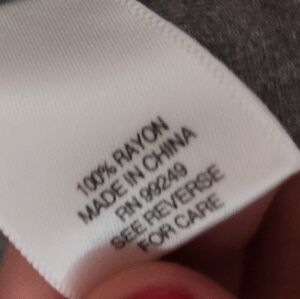 100% RAYON
MADE IN CHINA
RN 99249
SEE REVERSE
FOR CARE